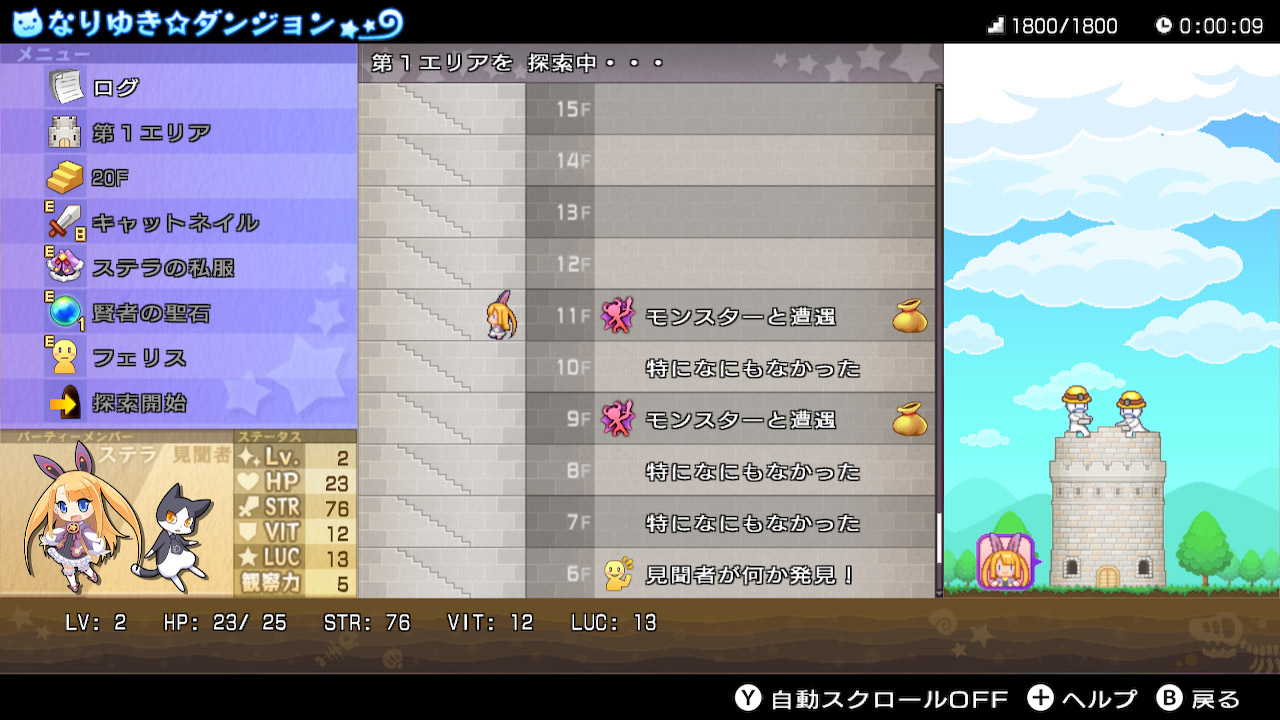 なりゆき☆ダンジョン
1800/1800 0:00:09
メニュー
ログ
第1エリア
20F
E キャットネイル 8
E ステラの私服
E 賢者の聖石 1
E フェリス
探索開始
パーティーメンバー
ステラ 見聞者
ステータス
Lv. 2
HP 23
STR 76
VIT 12
LUC 13
観察力 5
第1エリアを 探索中・・・
15F
14F
13F
12F
11F モンスターと遭遇
10F 特になにもなかった
9F モンスターと遭遇
8F 特になにもなかった
7F 特になにもなかった
6F 見聞者が何か発見！
LV: 2 HP: 23/ 25 STR: 76 VIT: 12 LUC: 13
Y 自動スクロールOFF + ヘルプ B 戻る